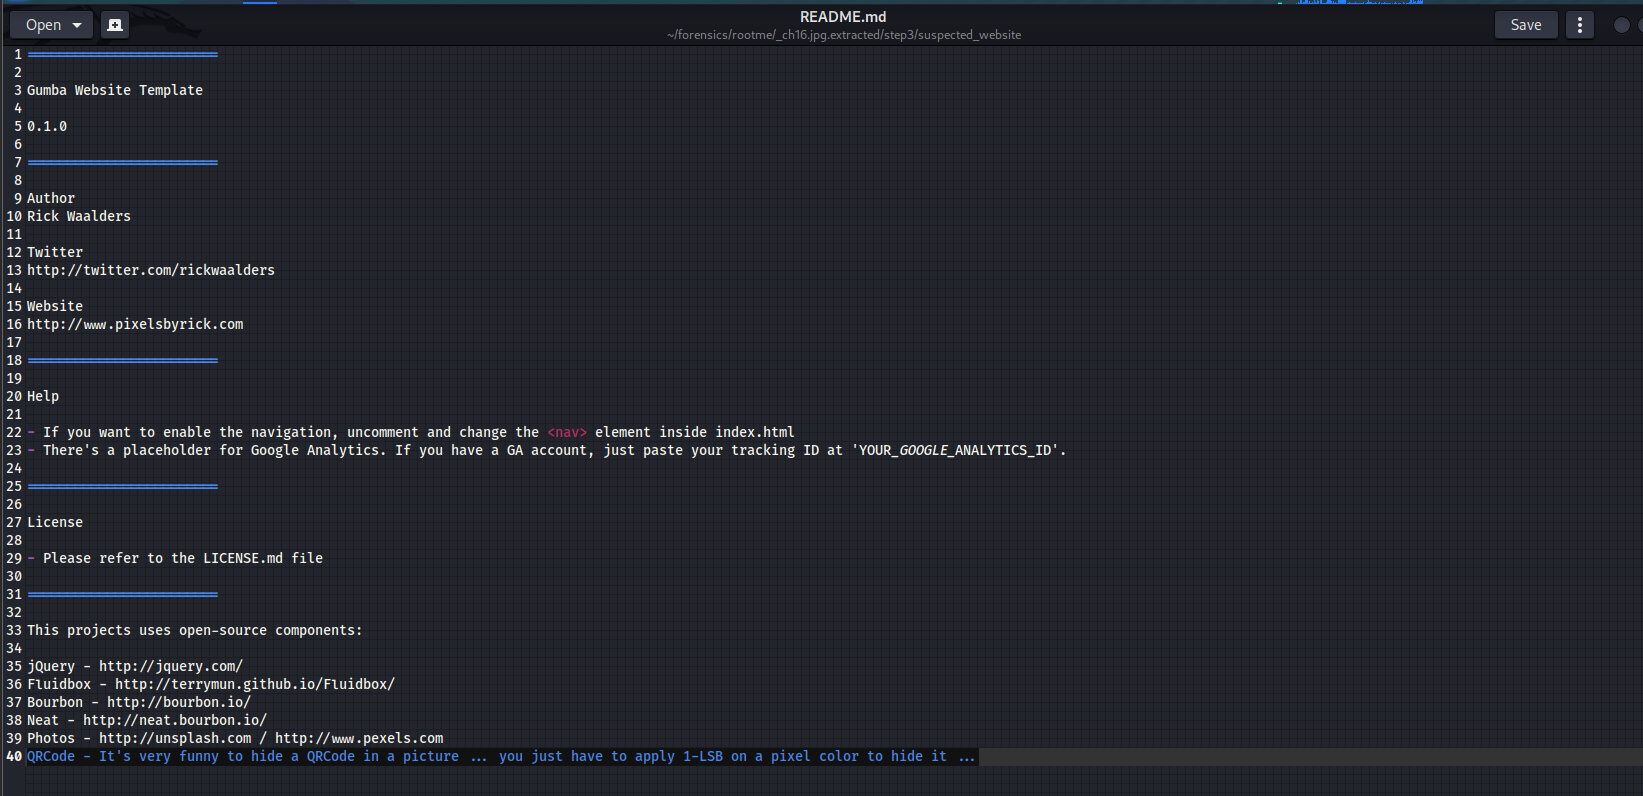 Open
README.md
~/forensics/rootme/_ch16.jpg.extracted/step3/suspected_website
Save
1 ========================
2
3 Gumba Website Template
4
5 0.1.0
6
7 ========================
8
9 Author
10 Rick Waalders
11
12 Twitter
13 http://twitter.com/rickwaalders
14
15 Website
16 http://www.pixelsbyrick.com
17
18 ========================
19
20 Help
21
22 - If you want to enable the navigation, uncomment and change the <nav> element inside index.html
23 - There's a placeholder for Google Analytics. If you have a GA account, just paste your tracking ID at 'YOUR_GOOGLE_ANALYTICS_ID'.
24
25 ========================
26
27 License
28
29 - Please refer to the LICENSE.md file
30
31 ========================
32
33 This projects uses open-source components:
34
35 jQuery - http://jquery.com/
36 Fluidbox - http://terrymun.github.io/Fluidbox/
37 Bourbon - http://bourbon.io/
38 Neat - http://neat.bourbon.io/
39 Photos - http://unsplash.com / http://www.pexels.com
40 QRCode - It's very funny to hide a QRCode in a picture ... you just have to apply 1-LSB on a pixel color to hide it ...